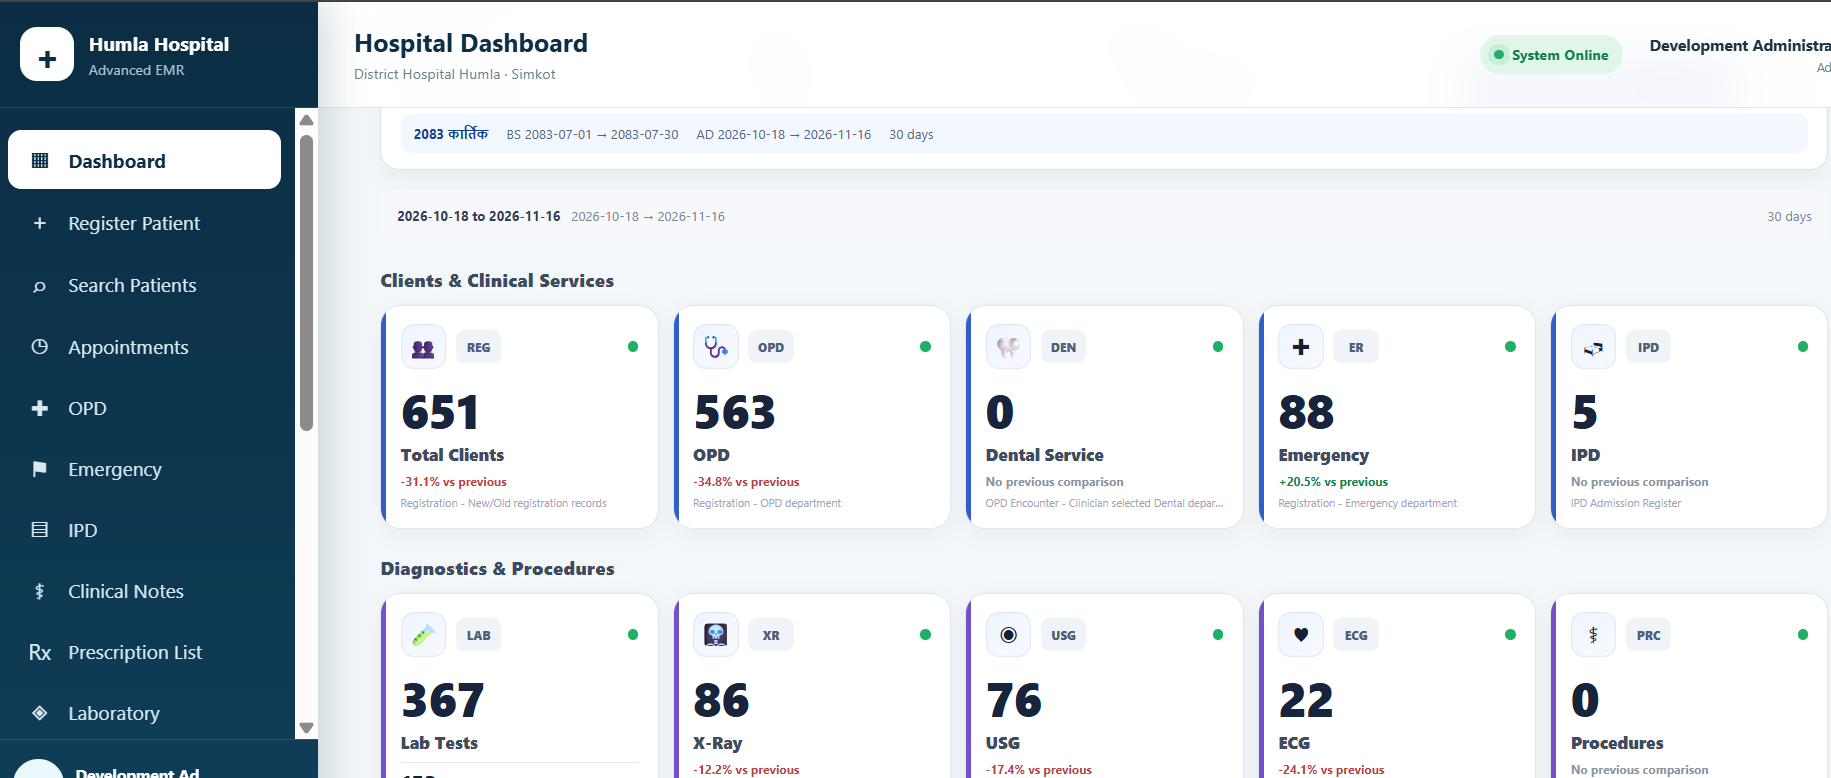 Humla Hospital
Advanced EMR
Dashboard
Register Patient
Search Patients
Appointments
OPD
Emergency
IPD
Clinical Notes
Rx Prescription List
Laboratory
Development Ad
Hospital Dashboard
District Hospital Humla · Simkot
System Online
Development Administra
Ad
2083 कार्तिक BS 2083-07-01 → 2083-07-30 AD 2026-10-18 → 2026-11-16 30 days
2026-10-18 to 2026-11-16 2026-10-18 → 2026-11-16 30 days
Clients & Clinical Services
REG
651
Total Clients
-31.1% vs previous
Registration - New/Old registration records
OPD
563
OPD
-34.8% vs previous
Registration - OPD department
DEN
0
Dental Service
No previous comparison
OPD Encounter - Clinician selected Dental depar...
ER
88
Emergency
+20.5% vs previous
Registration - Emergency department
IPD
5
IPD
No previous comparison
IPD Admission Register
Diagnostics & Procedures
LAB
367
Lab Tests
XR
86
X-Ray
-12.2% vs previous
USG
76
USG
-17.4% vs previous
ECG
22
ECG
-24.1% vs previous
PRC
0
Procedures
No previous comparison